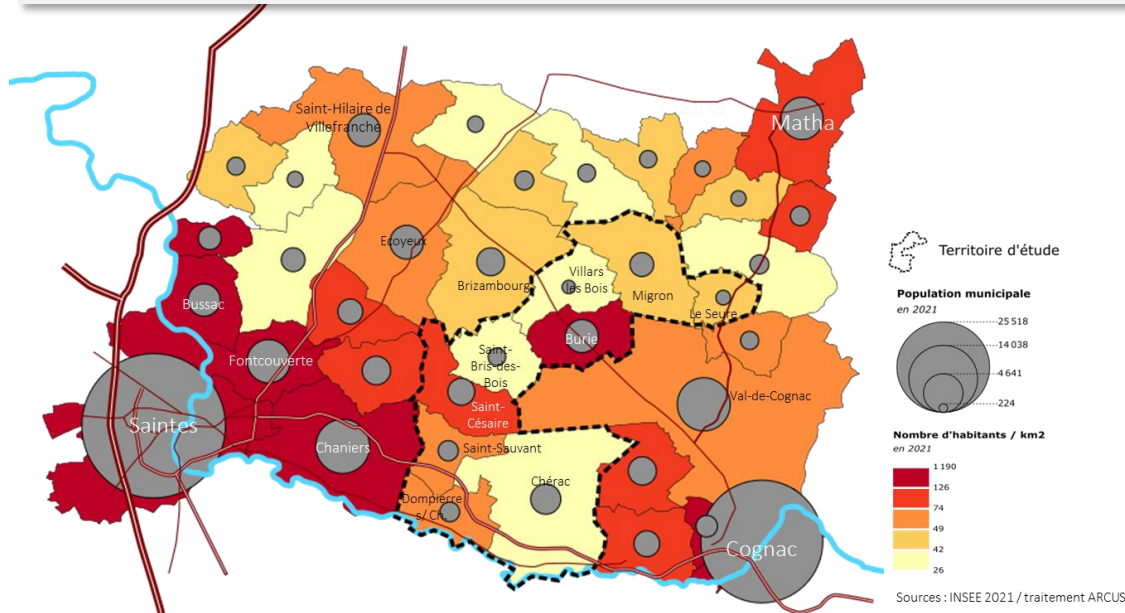 Saint-Hilaire de
Villefranche
Matha
Ecoyeux
Brizambourg
Villars
les Bois
Migron
Le Seure
Bussac
Burie
Fontcouverte
Saint-
Bris-des-
Bois
Val-de-Cognac
Saintes
Saint-
Césaire
Chaniers
Saint-Sauvant
Chérac
Dompierre
s/ Ch.
Cognac
Territoire d'étude
Population municipale
en 2021
25 518
14 038
4 641
224
Nombre d'habitants / km2
en 2021
1 190
126
74
49
42
26
Sources : INSEE 2021 / traitement ARCUS